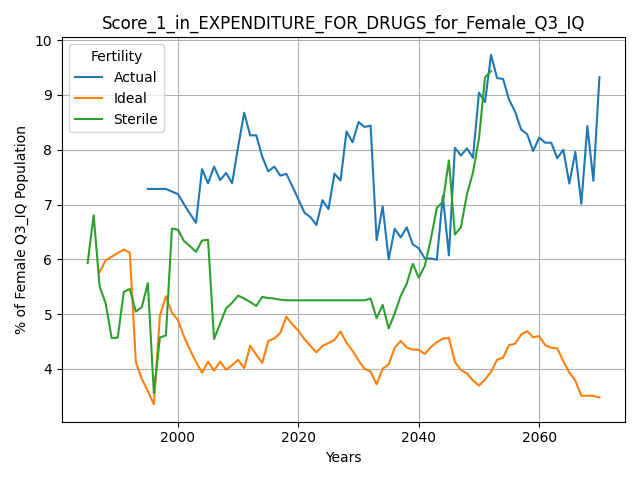 Score_1_in_EXPENDITURE_FOR_DRUGS_for_Female_Q3_IQ
Fertility
Actual
Ideal
Sterile
% of Female Q3_IQ Population
10
9
8
7
6
5
4
2000 2020 2040 2060
Years